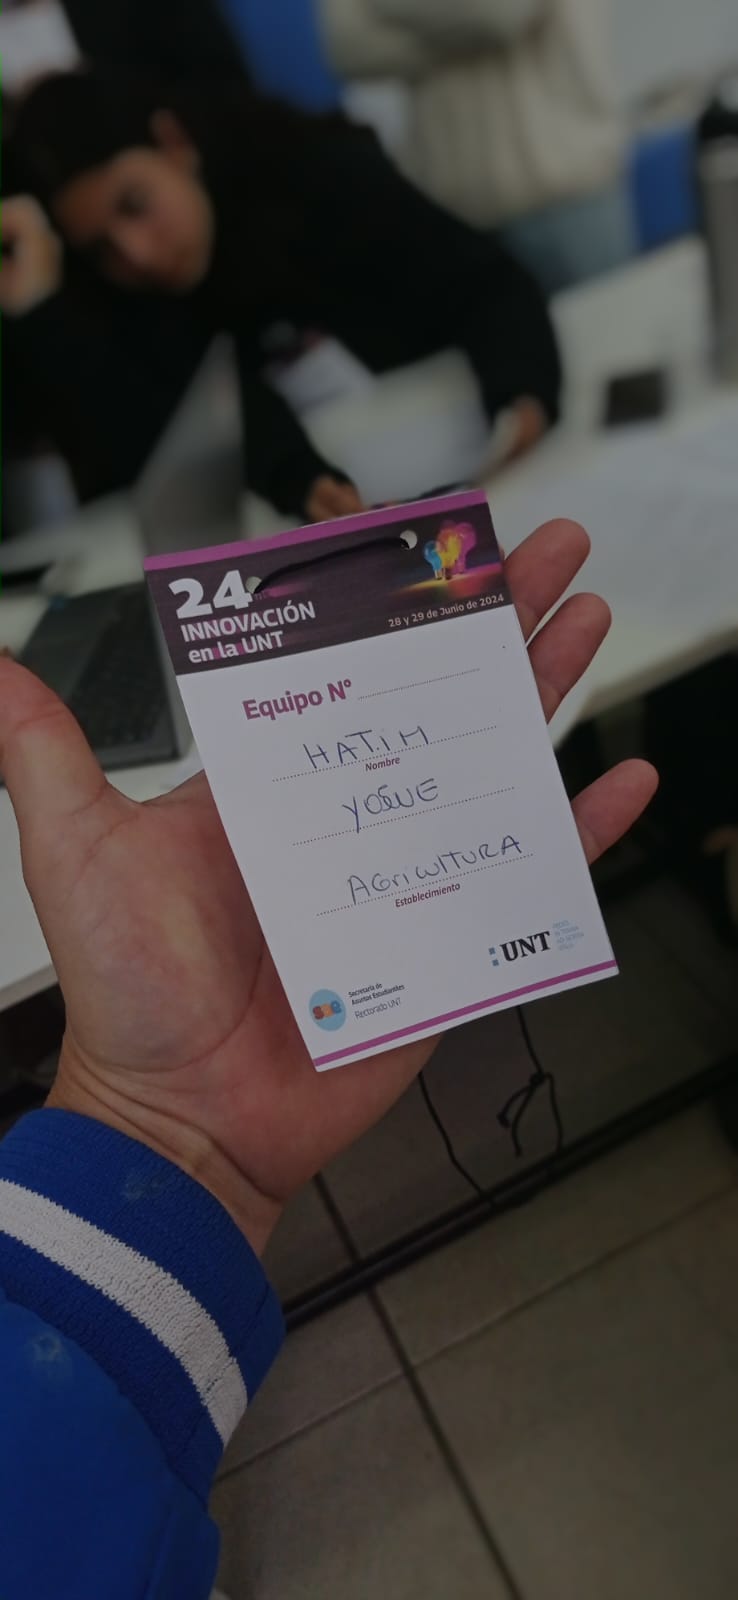 24
INNOVACIÓN
en la UNT
28 y 29 de Junio de 2024
Equipo N°
HATIM
Nombre
YOSUE
AGRICULTURA
Establecimiento
UNT
Secretaría de
Asuntos Estudiantiles
Rectorado UNT